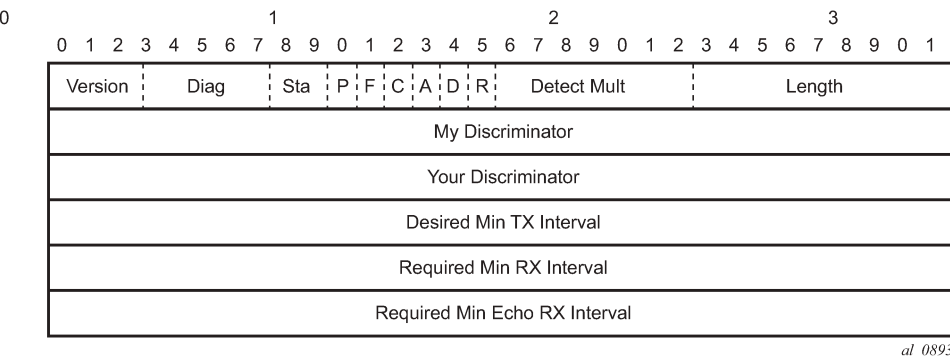 0 1 2 3
0 1 2 3 4 5 6 7 8 9 0 1 2 3 4 5 6 7 8 9 0 1 2 3 4 5 6 7 8 9 0 1
Version Diag Sta P F C A D R Detect Mult Length
My Discriminator
Your Discriminator
Desired Min TX Interval
Required Min RX Interval
Required Min Echo RX Interval
al_0893